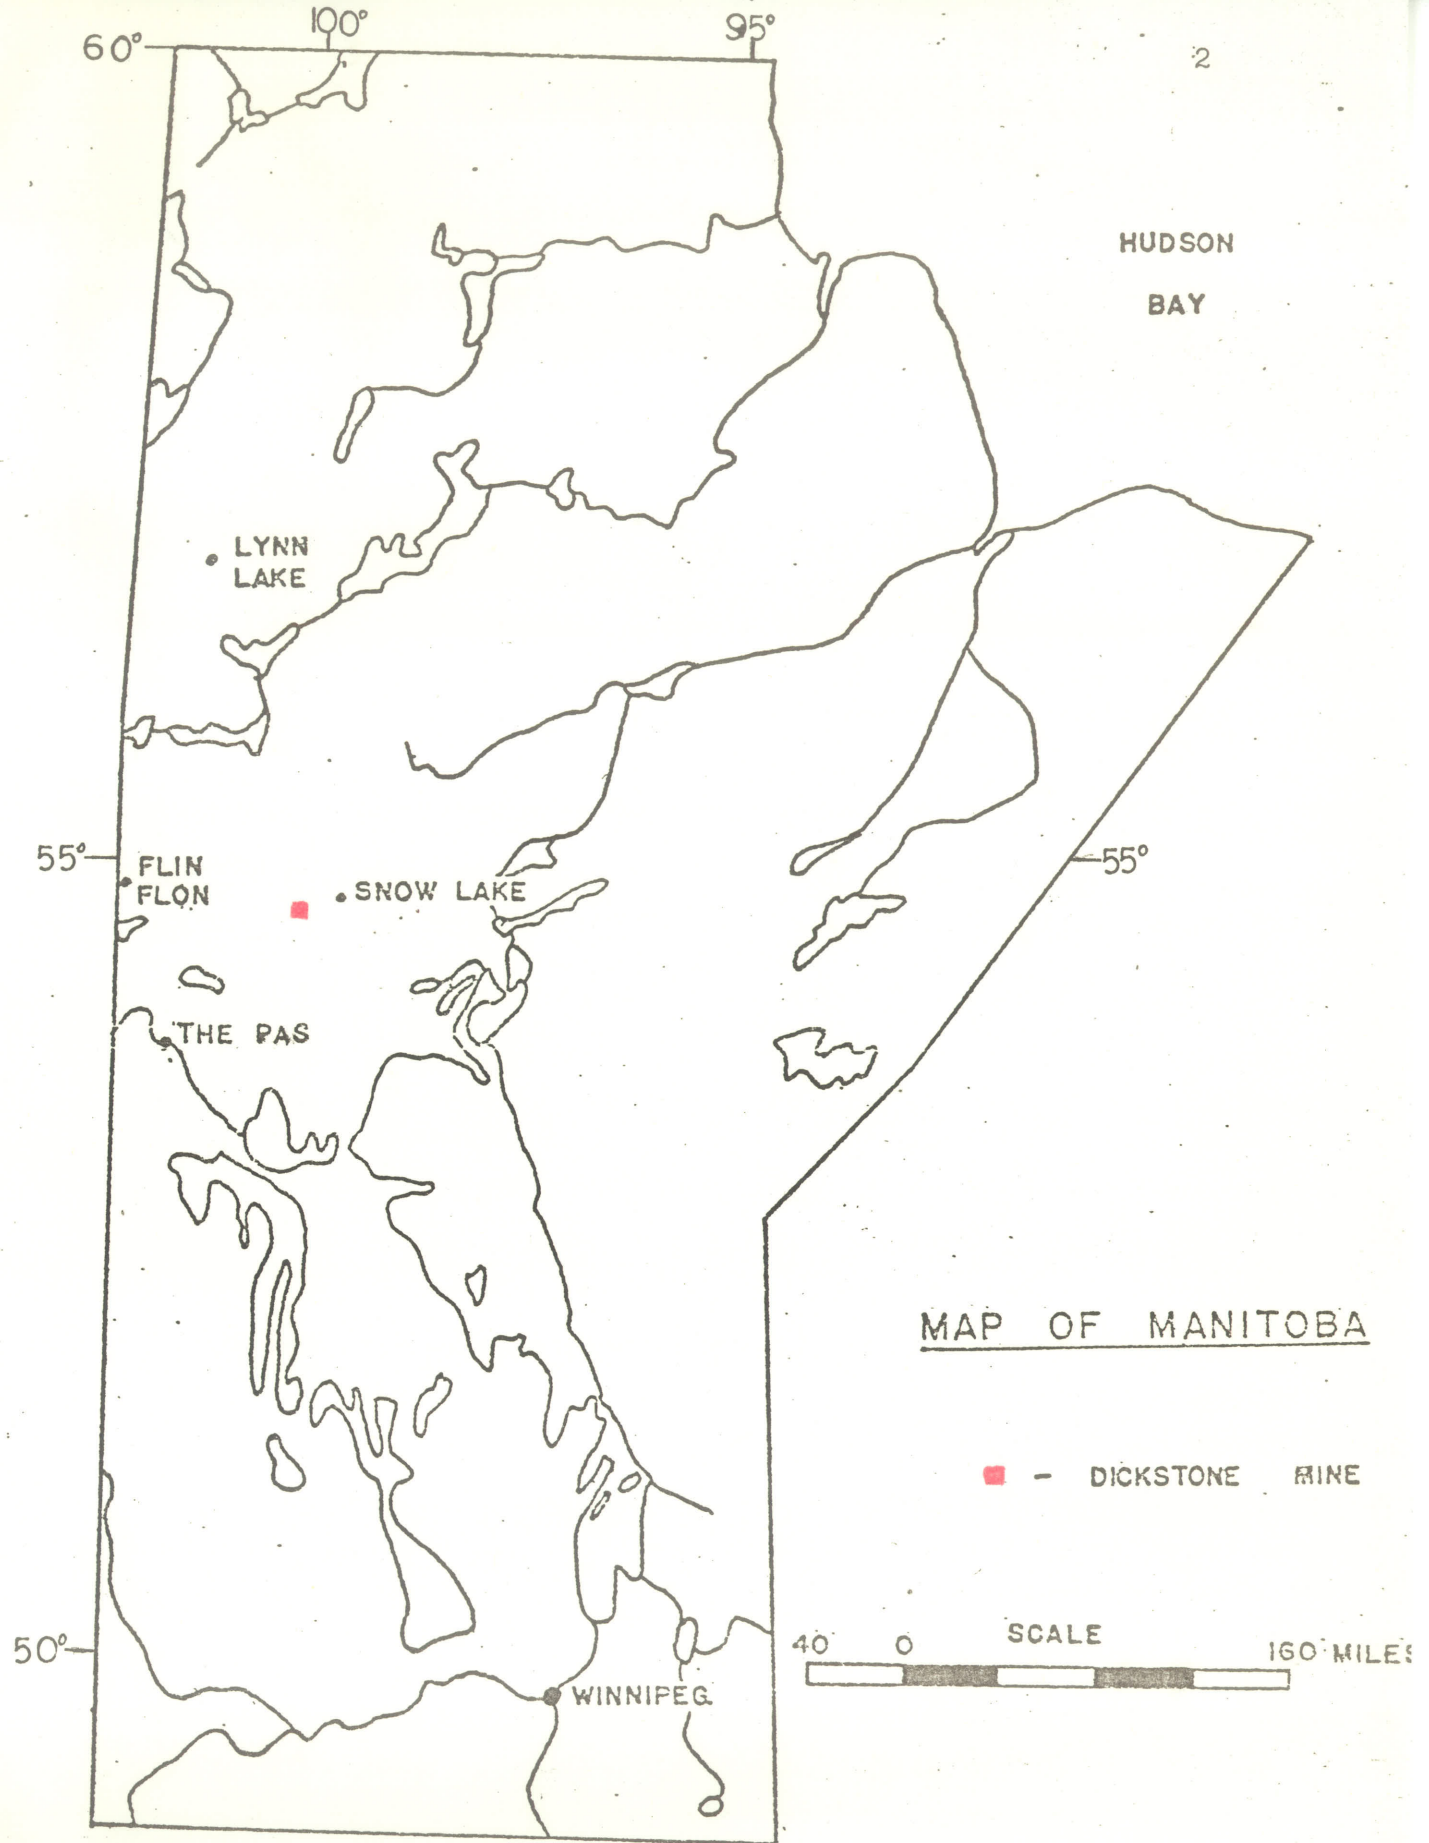 100°
95°
60°
2
HUDSON
BAY
LYNN
LAKE
55°
FLIN
FLON
SNOW LAKE
55°
THE PAS
MAP OF MANITOBA
- DICKSTONE MINE
50°
SCALE
40 0 160 MILES
WINNIPEG